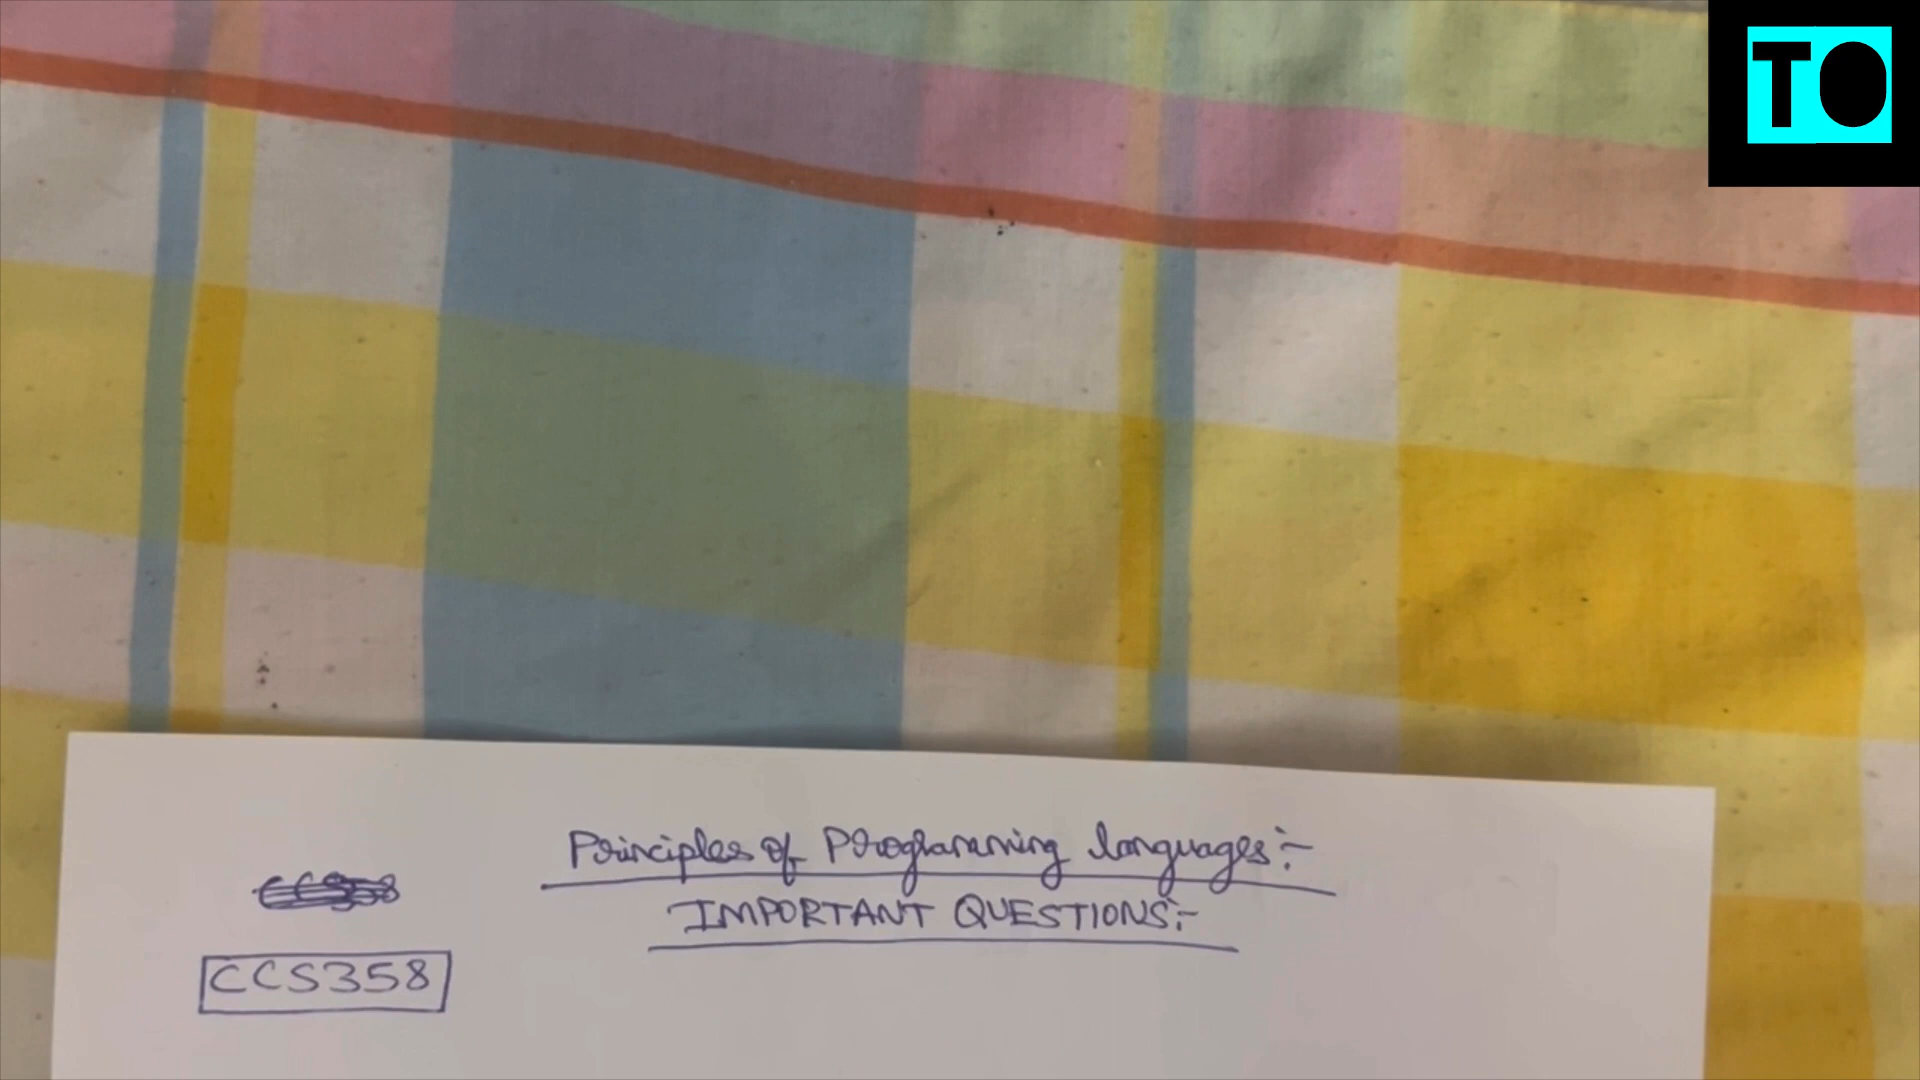 TO
Principles of Programming languages:-
IMPORTANT QUESTIONS:-
CCS358